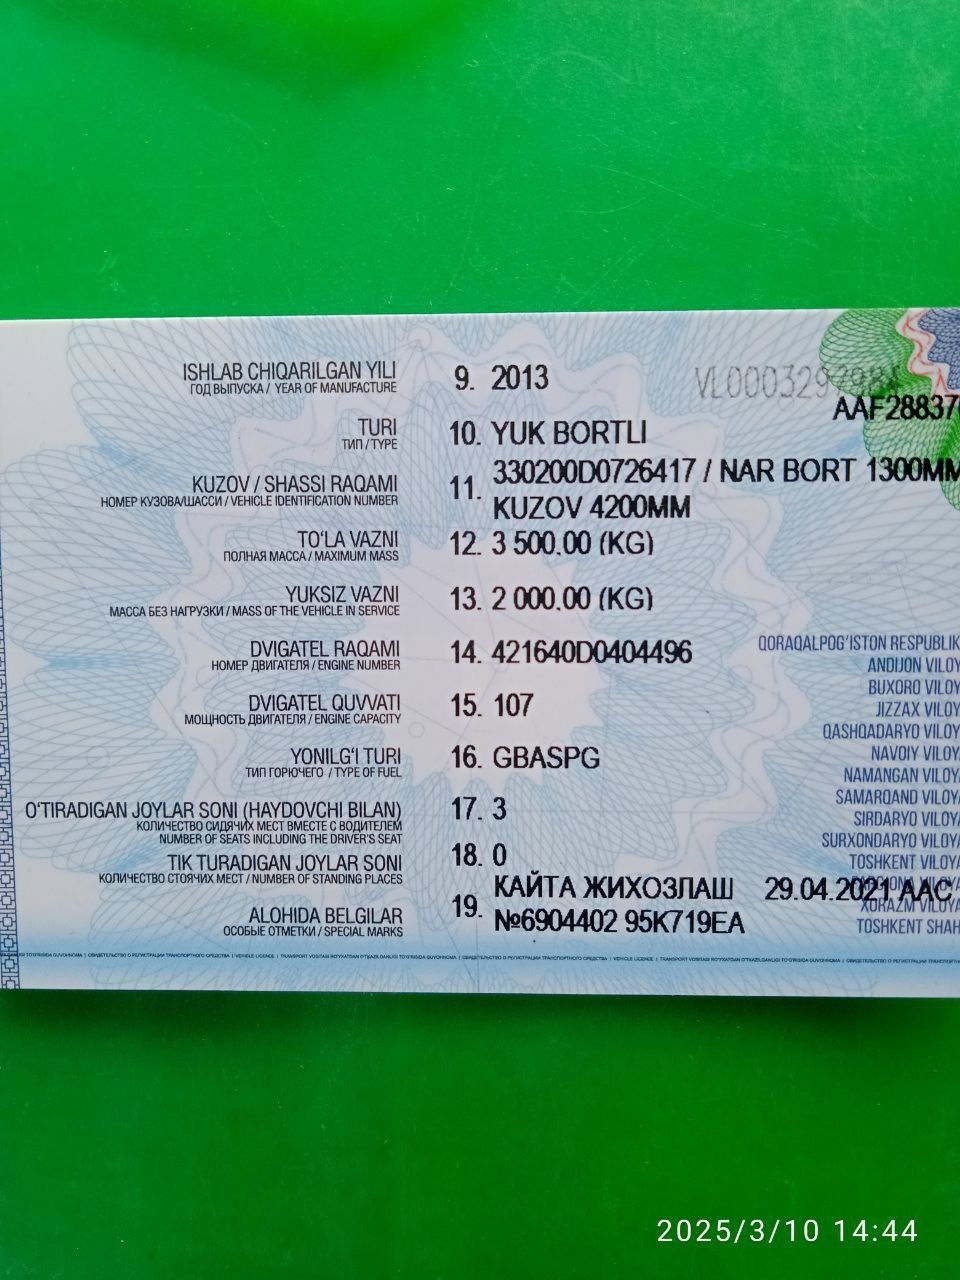 ISHLAB CHIQARILGAN YILI
ГОД ВЫПУСКА / YEAR OF MANUFACTURE
9. 2013
AAF28837
TURI
ТИП / TYPE
10. YUK BORTLI
KUZOV / SHASSI RAQAMI
НОМЕР КУЗОВА/ШАССИ / VEHICLE IDENTIFICATION NUMBER
11. 330200D0726417 / NAR BORT 1300MM
KUZOV 4200MM
TO'LA VAZNI
ПОЛНАЯ МАССА / MAXIMUM MASS
12. 3 500.00 (KG)
YUKSIZ VAZNI
МАССА БЕЗ НАГРУЗКИ / MASS OF THE VEHICLE IN SERVICE
13. 2 000.00 (KG)
DVIGATEL RAQAMI
НОМЕР ДВИГАТЕЛЯ / ENGINE NUMBER
14. 421640D0404496
DVIGATEL QUVVATI
МОЩНОСТЬ ДВИГАТЕЛЯ / ENGINE CAPACITY
15. 107
YONILG'I TURI
ТИП ГОРЮЧЕГО / TYPE OF FUEL
16. GBASPG
O'TIRADIGAN JOYLAR SONI (HAYDOVCHI BILAN)
КОЛИЧЕСТВО СИДЯЧИХ МЕСТ ВМЕСТЕ С ВОДИТЕЛЕМ
NUMBER OF SEATS INCLUDING THE DRIVER'S SEAT
17. 3
TIK TURADIGAN JOYLAR SONI
КОЛИЧЕСТВО СТОЯЧИХ МЕСТ / NUMBER OF STANDING PLACES
18. 0
ALOHIDA BELGILAR
ОСОБЫЕ ОТМЕТКИ / SPECIAL MARKS
19. КАЙТА ЖИХОЗЛАШ 29.04.2021 ААС
№6904402 95K719EA
QORAQALPOG'ISTON RESPUBLIK
ANDIJON VILOY
BUXORO VILOY
JIZZAX VILOY
QASHQADARYO VILOY
NAVOIY VILOY
NAMANGAN VILOY
SAMARQAND VILOY
SIRDARYO VILOY
SURXONDARYO VILOY
TOSHKENT VILOY
XORAZM VILOY
TOSHKENT SHAH
2025/3/10 14:44